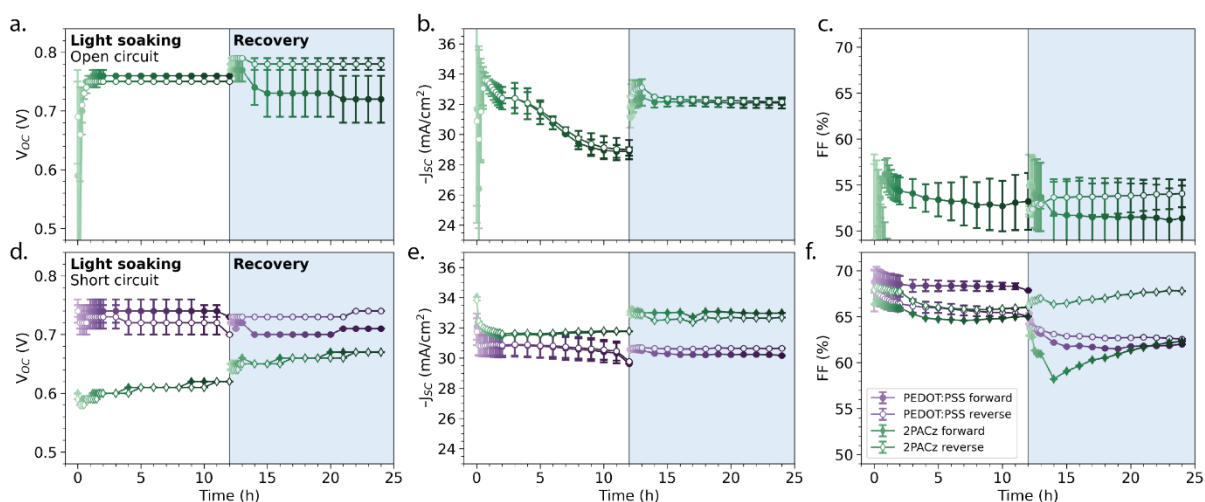 a.
b.
c.
Light soaking
Open circuit
Recovery
0.8
0.7
0.6
0.5
V_OC (V)
36
34
32
30
28
26
24
-J_SC (mA/cm²)
70
65
60
55
50
FF (%)
d.
e.
f.
Light soaking
Short circuit
Recovery
0.8
0.7
0.6
0.5
V_OC (V)
0 5 10 15 20 25
Time (h)
36
34
32
30
28
26
24
-J_SC (mA/cm²)
0 5 10 15 20 25
Time (h)
70
65
60
55
50
FF (%)
PEDOT:PSS forward
PEDOT:PSS reverse
2PACz forward
2PACz reverse
0 5 10 15 20 25
Time (h)